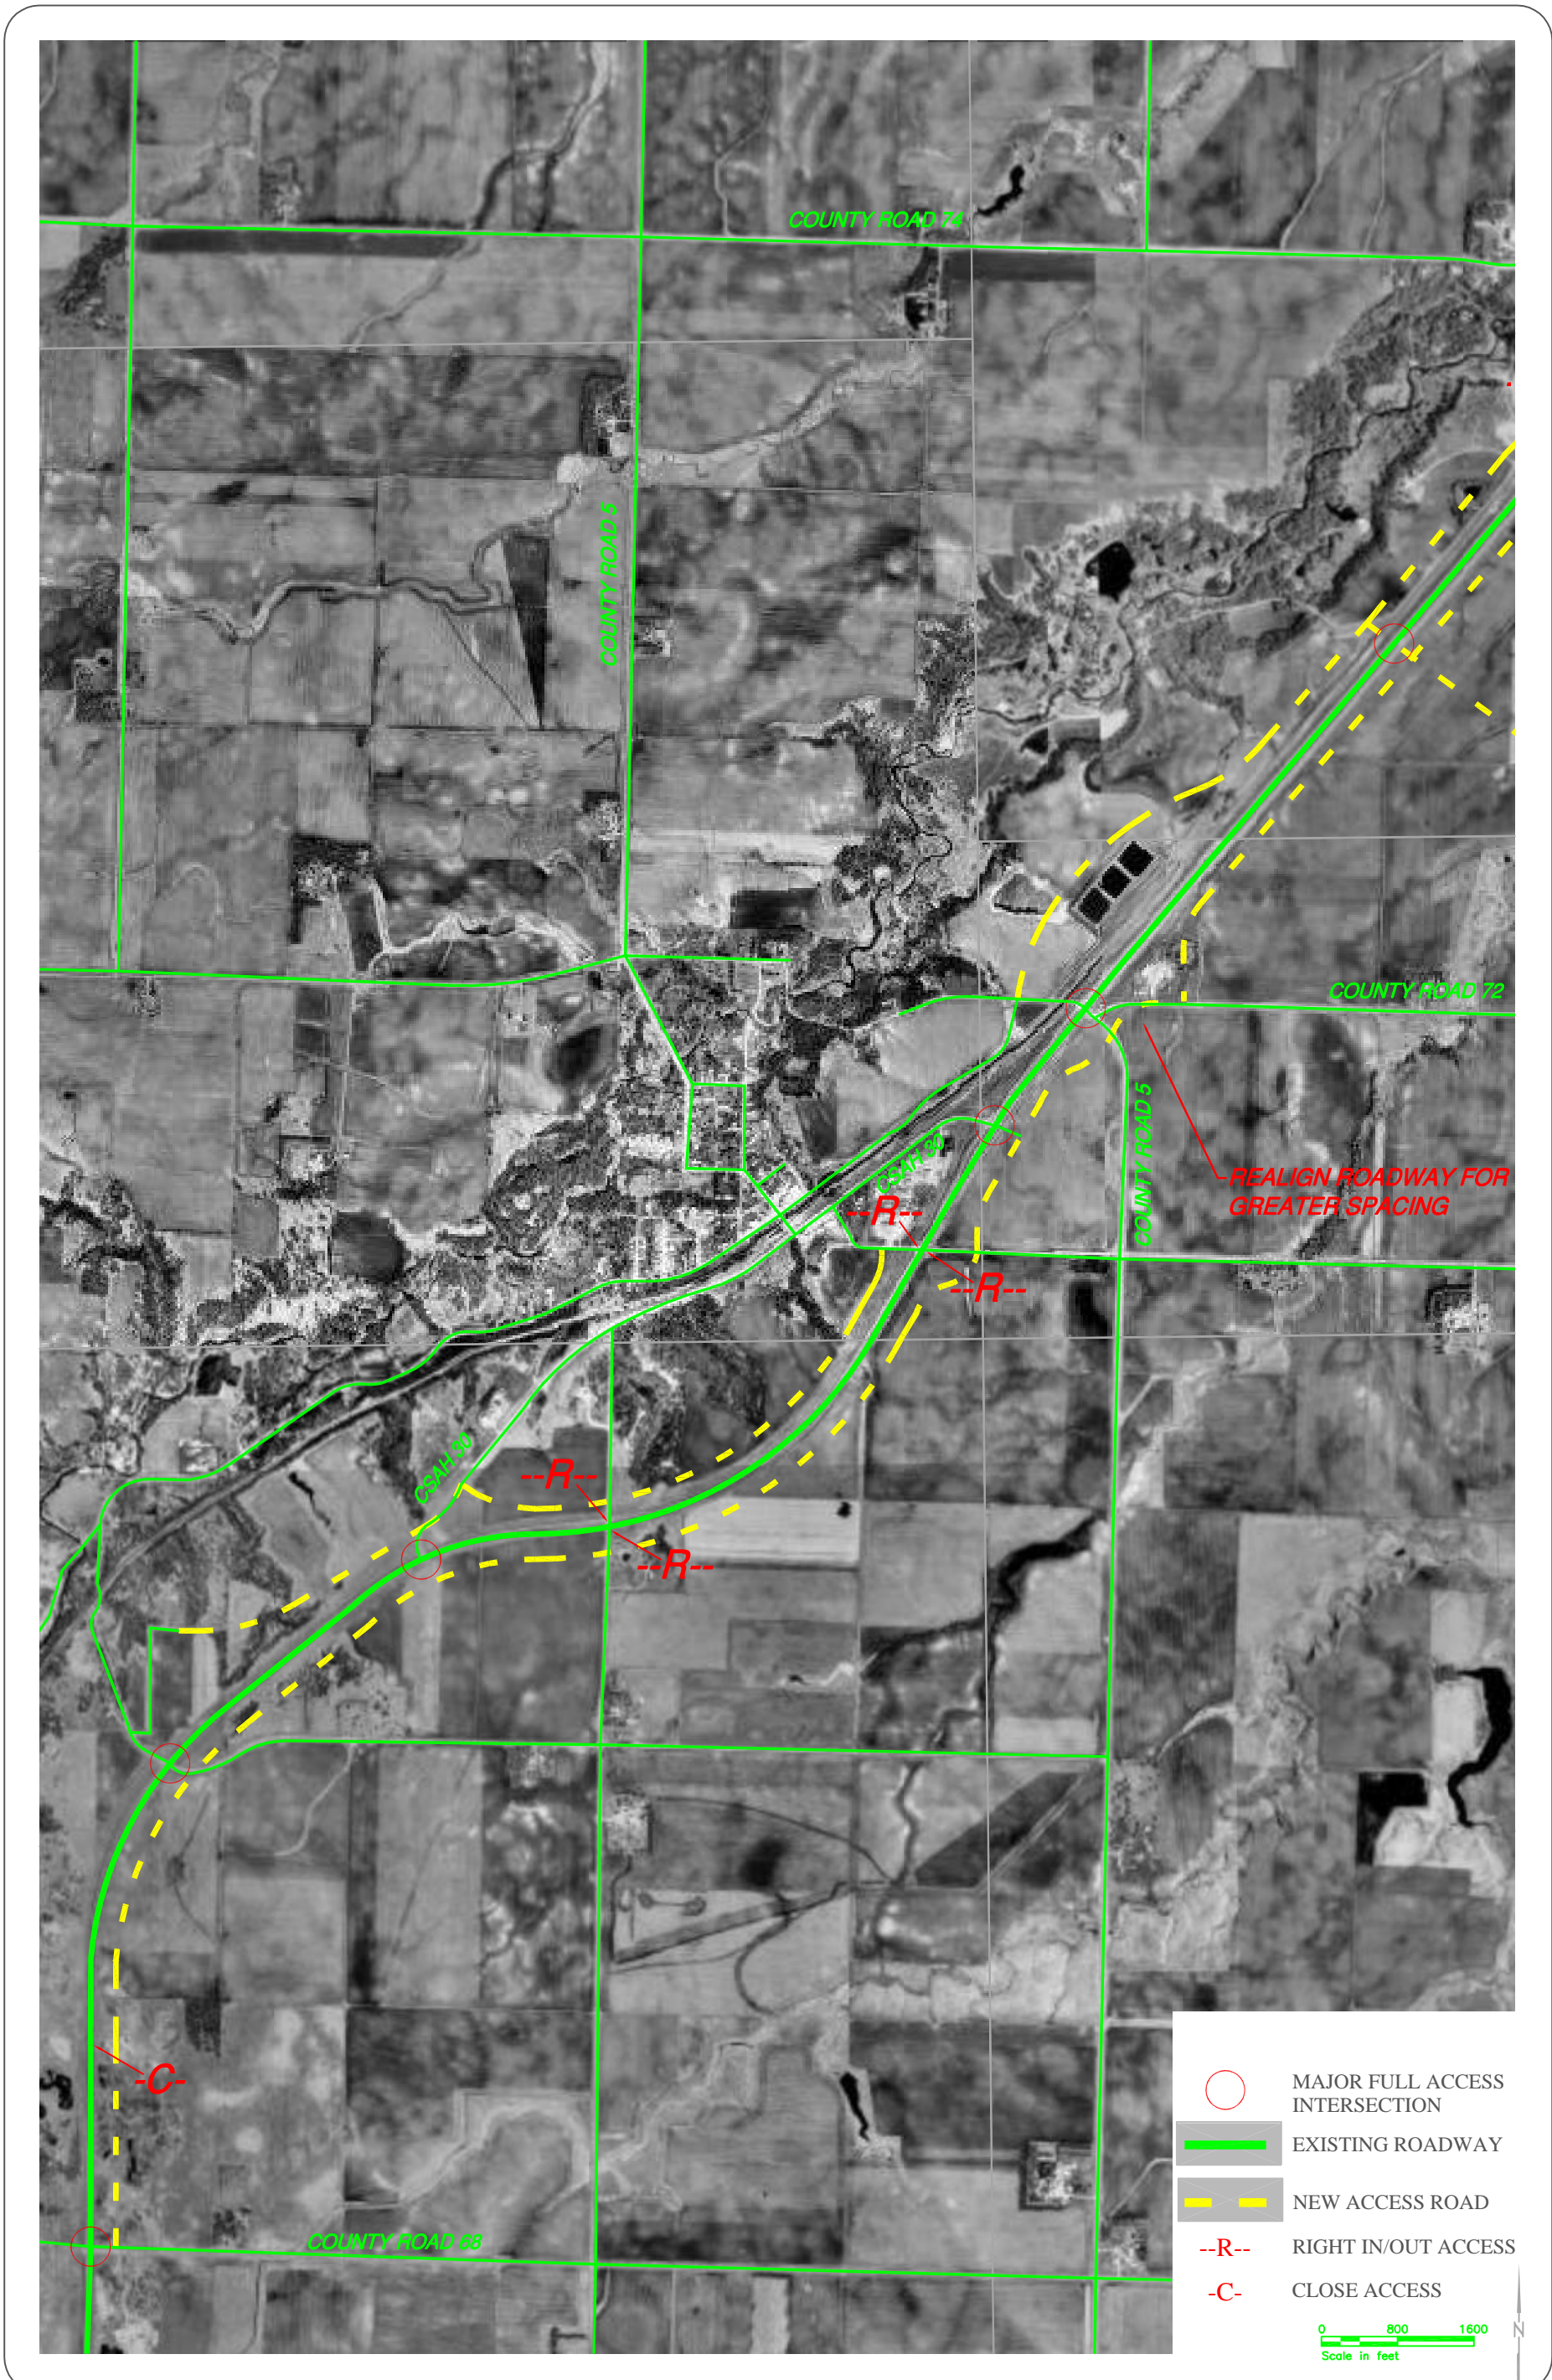 COUNTY ROAD 74
COUNTY ROAD 5
COUNTY ROAD 72
COUNTY ROAD 5
CSAH 30
--R--
REALIGN ROADWAY FOR
GREATER SPACING
--R--
CSAH 30
--R--
--R--
-C-
COUNTY ROAD 68
MAJOR FULL ACCESS
INTERSECTION
EXISTING ROADWAY
NEW ACCESS ROAD
--R-- RIGHT IN/OUT ACCESS
-C- CLOSE ACCESS
0 800 1600
Scale in feet
N